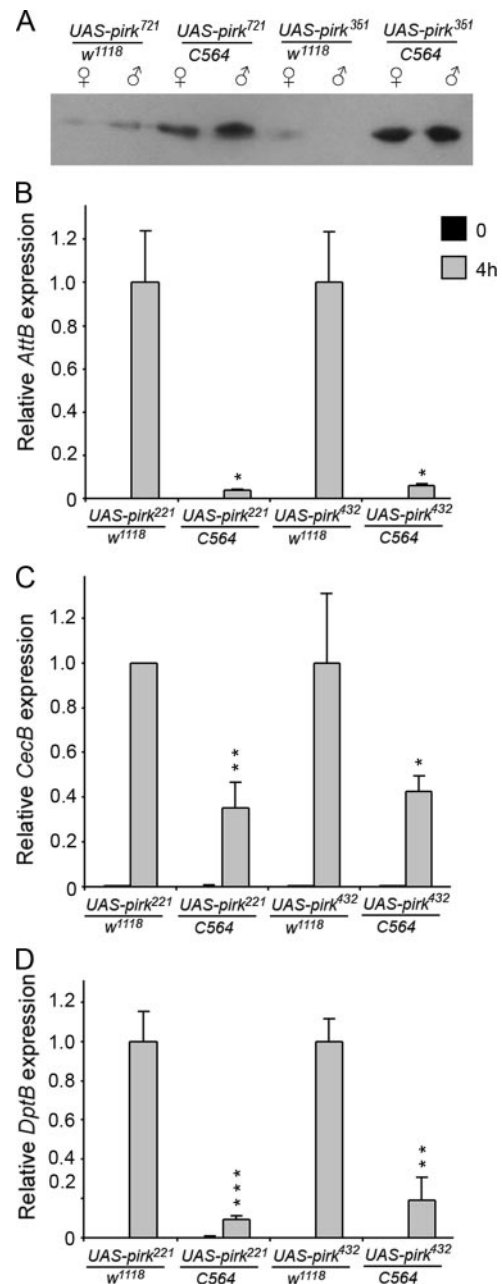 A
UAS-pirk721 UAS-pirk721 UAS-pirk351 UAS-pirk351
w1118 C564 w1118 C564
♀ ♂ ♀ ♂ ♀ ♂ ♀ ♂
B
0
4h
Relative AttB expression
1.2
1.0
0.8
0.6
0.4
0.2
0
* *
UAS-pirk221 UAS-pirk221 UAS-pirk432 UAS-pirk432
w1118 C564 w1118 C564
C
Relative CecB expression
1.2
1.0
0.8
0.6
0.4
0.2
0
** *
UAS-pirk221 UAS-pirk221 UAS-pirk432 UAS-pirk432
w1118 C564 w1118 C564
D
Relative DptB expression
1.2
1.0
0.8
0.6
0.4
0.2
0
*** **
UAS-pirk221 UAS-pirk221 UAS-pirk432 UAS-pirk432
w1118 C564 w1118 C564